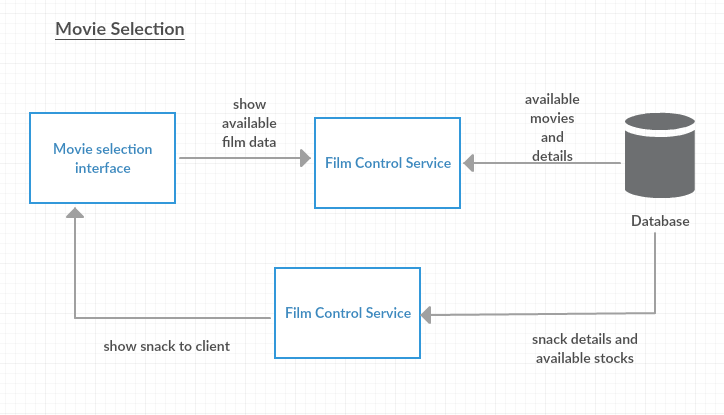 Movie Selection
show
available
film data
available
movies
and
details
Movie selection
interface
Film Control Service
Database
Film Control Service
show snack to client
snack details and
available stocks